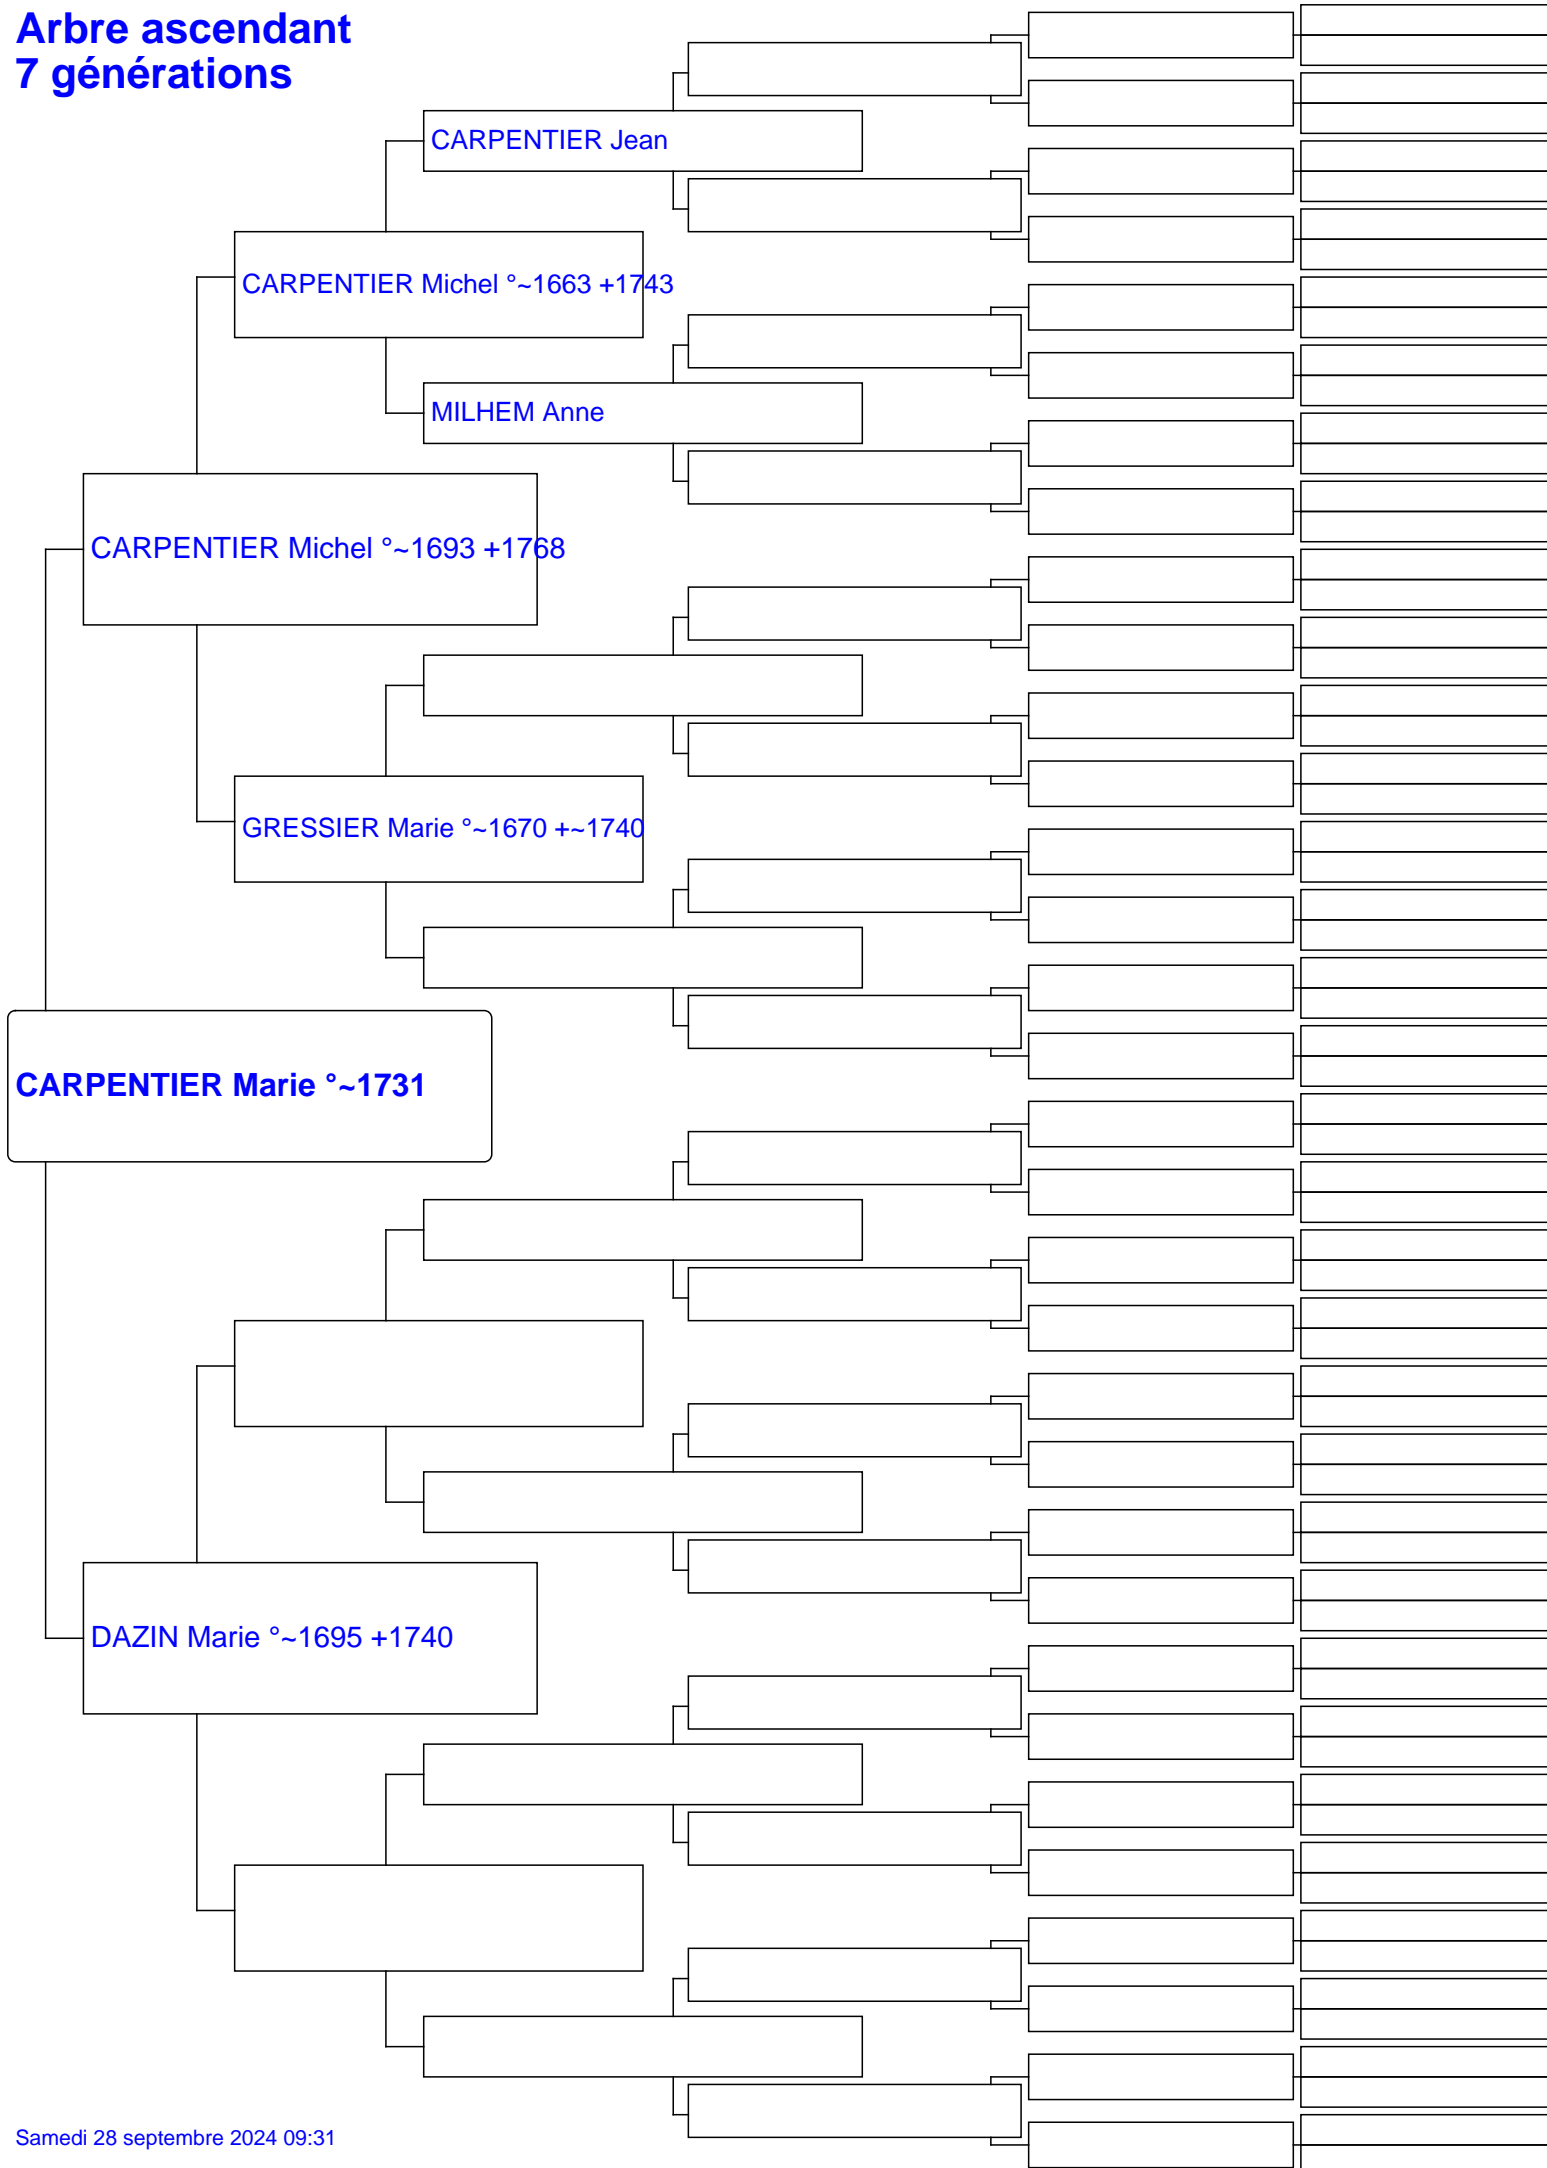 Arbre ascendant
7 générations
CARPENTIER Jean
CARPENTIER Michel °~1663 +1743
MILHEM Anne
CARPENTIER Michel °~1693 +1768
GRESSIER Marie °~1670 +~1740
CARPENTIER Marie °~1731
DAZIN Marie °~1695 +1740
Samedi 28 septembre 2024 09:31